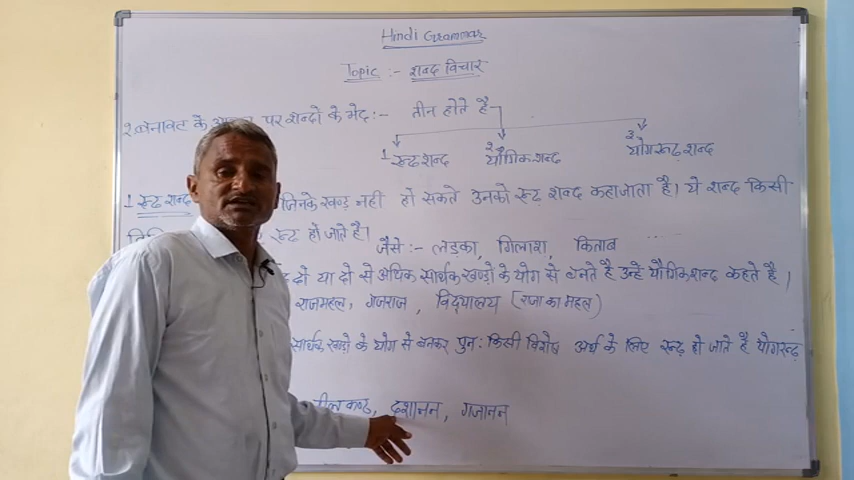 Hindi Grammar
Topic :- शब्द विचार
२. बनावट के आधार पर शब्दों के भेद :- तीन होते है
1 रूढ़ शब्द 2 यौगिक शब्द 3 योगरूढ़ शब्द
1 रूढ़ शब्द जिनके खण्ड़ नही हो सकते उनको रूढ़ शब्द कहा जाता है। ये शब्द किसी
रूढ़ हो जाते है।
जैसे :- लड़का, गिलाश, किताब ...
दो या दो से अधिक सार्थक खण्ड़ो के योग से बनते है उन्हे यौगिक शब्द कहते है।
राजमहल, गजराज, विद्यालय [राजा का महल)
सार्थक खण्ड़ो के योग से बनकर पुन: किसी विशेष अर्थ के लिए रूढ़ हो जाते है योगरूढ़
दशानन, गजानन